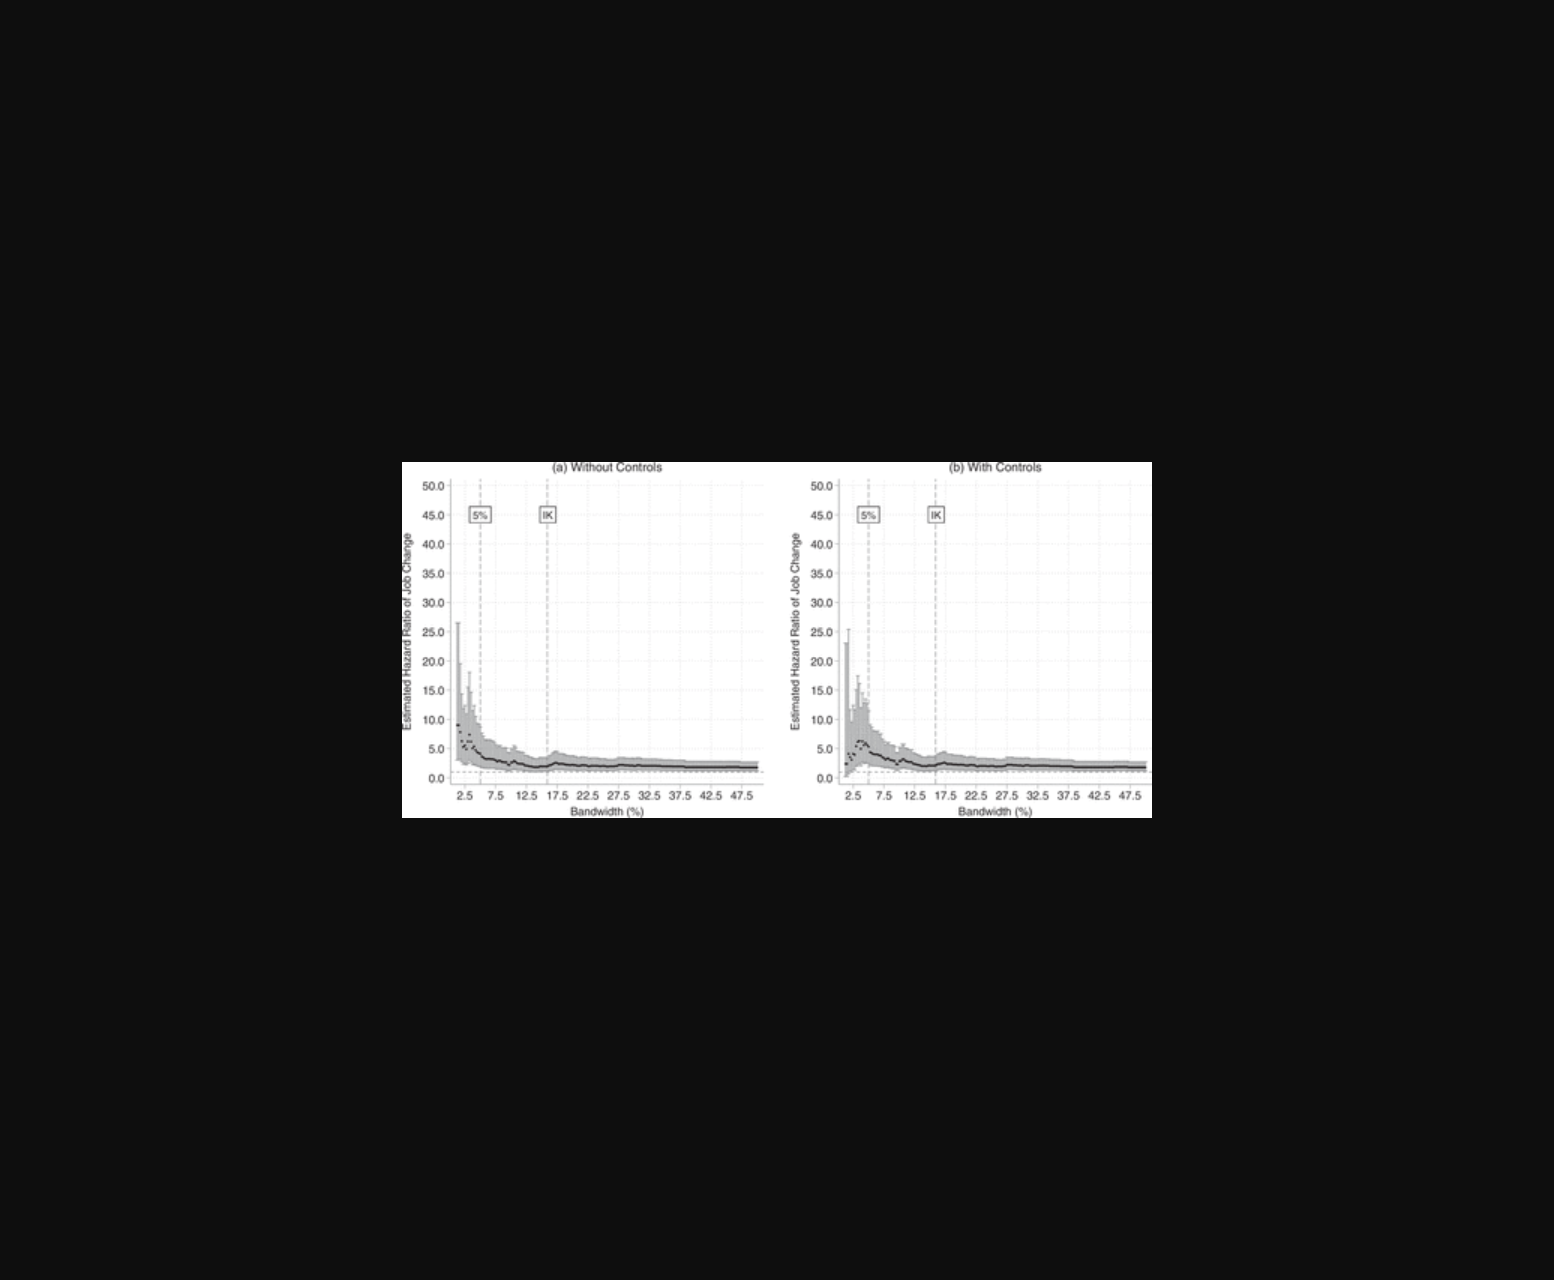 (a) Without Controls
50.0
45.0
40.0
35.0
30.0
25.0
20.0
15.0
10.0
5.0
0.0
Estimated Hazard Ratio of Job Change
5%
IK
2.5 7.5 12.5 17.5 22.5 27.5 32.5 37.5 42.5 47.5
Bandwidth (%)
(b) With Controls
50.0
45.0
40.0
35.0
30.0
25.0
20.0
15.0
10.0
5.0
0.0
Estimated Hazard Ratio of Job Change
5%
IK
2.5 7.5 12.5 17.5 22.5 27.5 32.5 37.5 42.5 47.5
Bandwidth (%)